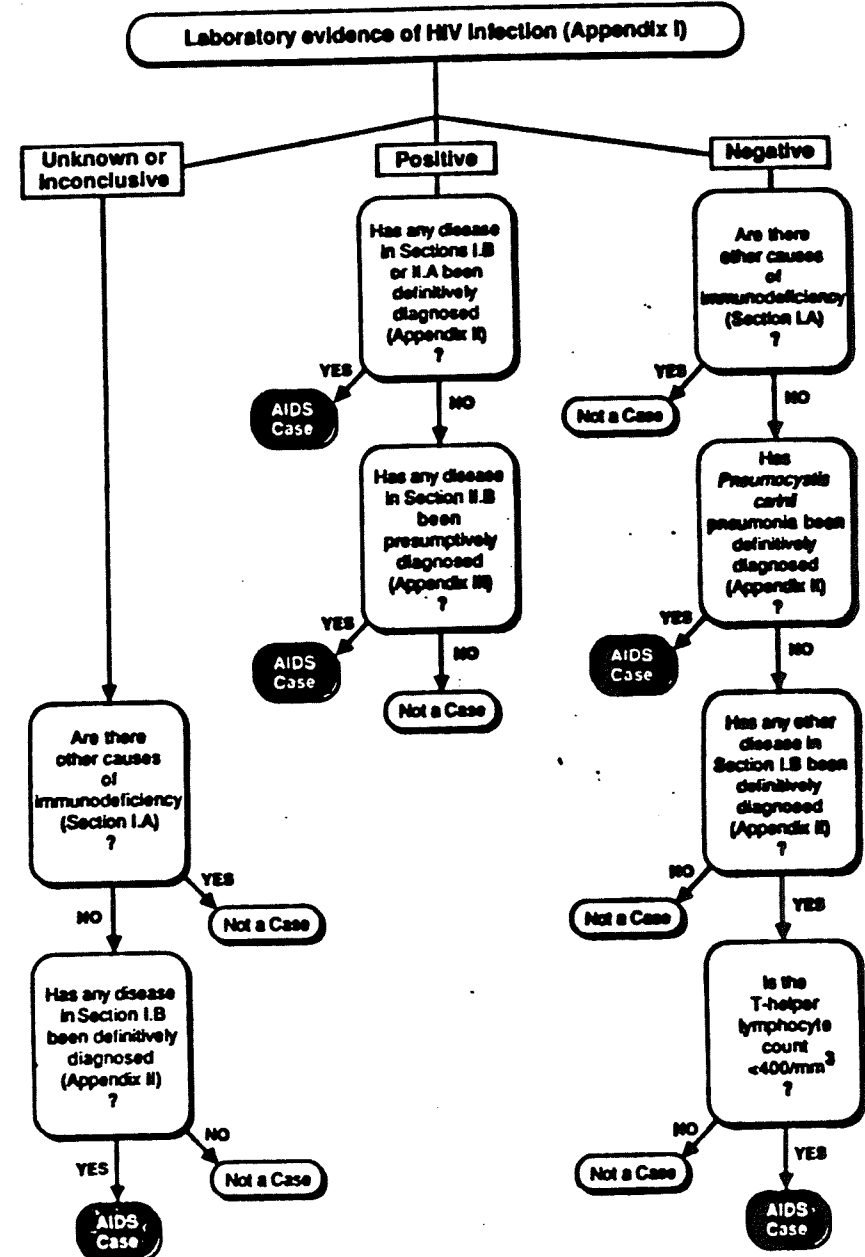 Laboratory evidence of HIV Infection (Appendix I)
Unknown or
Inconclusive
Positive
Negative
Has any disease
in Sections I.B
or II.A been
definitively
diagnosed
(Appendix II)
?
YES
AIDS
Case
NO
Has any disease
in Section II.B
been
presumptively
diagnosed
(Appendix III)
?
YES
AIDS
Case
NO
Not a Case
Are there
other causes
of
immunodeficiency
(Section I.A)
?
YES
Not a Case
NO
Has
Pneumocystis
carinii
pneumonia been
definitively
diagnosed
(Appendix II)
?
YES
AIDS
Case
NO
Has any other
disease in
Section I.B been
definitively
diagnosed
(Appendix II)
?
NO
Not a Case
YES
Is the
T-helper
lymphocyte
count
<400/mm³
?
NO
Not a Case
YES
AIDS
Case
Are there
other causes
of
immunodeficiency
(Section I.A)
?
YES
Not a Case
NO
Has any disease
in Section I.B
been definitively
diagnosed
(Appendix II)
?
NO
Not a Case
YES
AIDS
Case